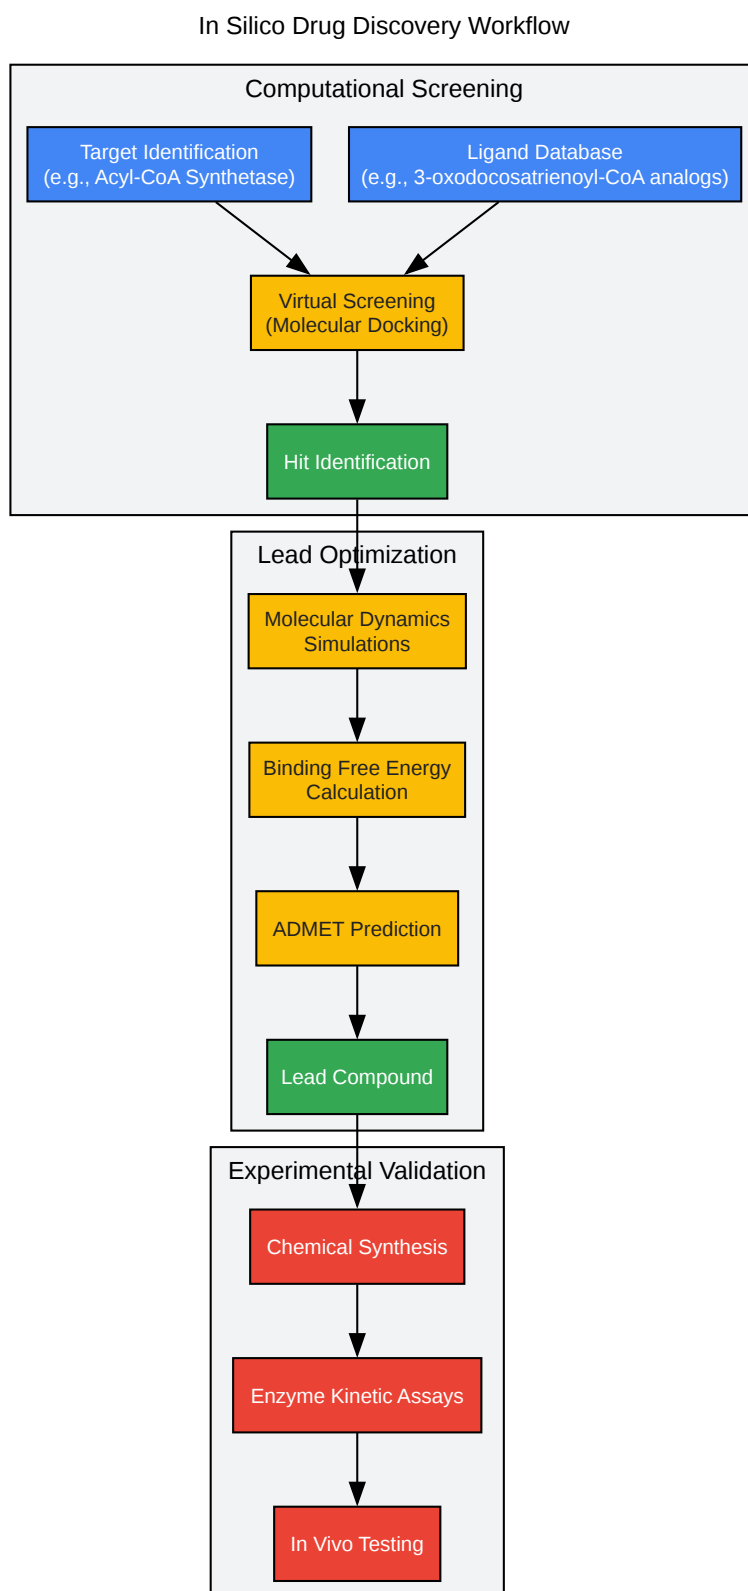 In Silico Drug Discovery Workflow
Computational Screening
Target Identification
(e.g., Acyl-CoA Synthetase)
Ligand Database
(e.g., 3-oxodocosatrienoyl-CoA analogs)
Virtual Screening
(Molecular Docking)
Hit Identification
Lead Optimization
Molecular Dynamics
Simulations
Binding Free Energy
Calculation
ADMET Prediction
Lead Compound
Experimental Validation
Chemical Synthesis
Enzyme Kinetic Assays
In Vivo Testing